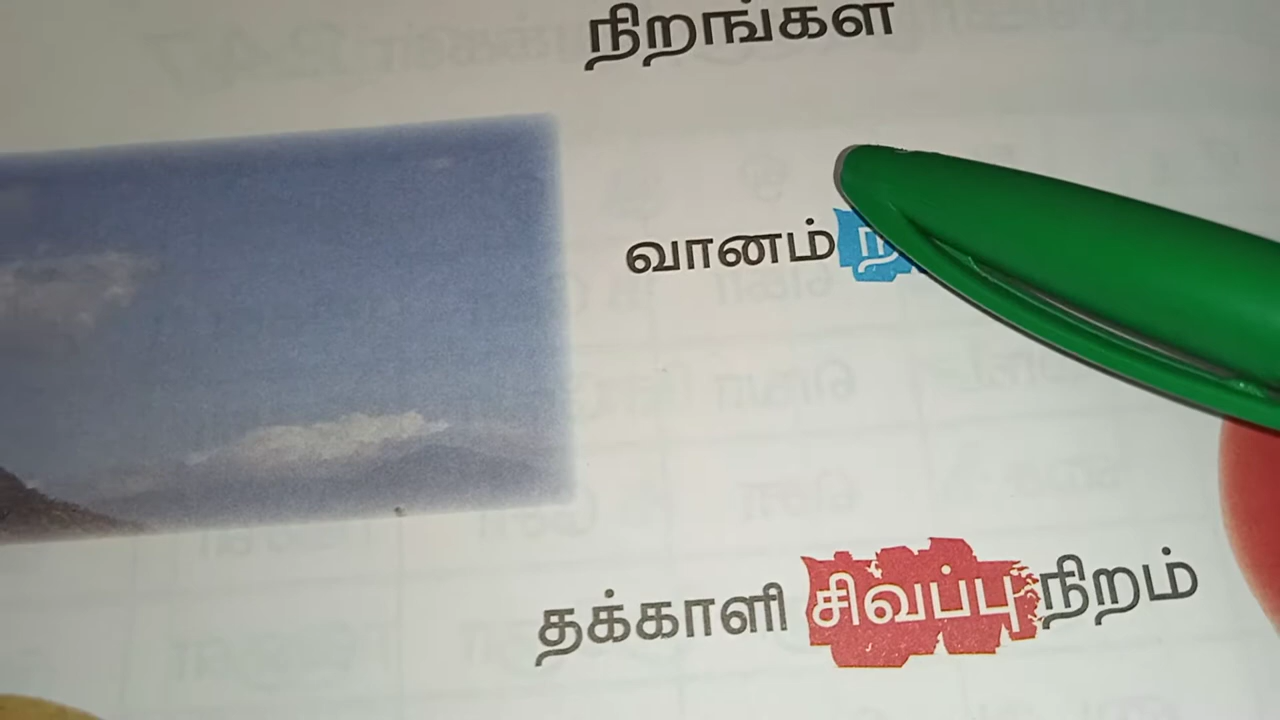 நிறங்கள்
வானம்
தக்காளி சிவப்பு நிறம்